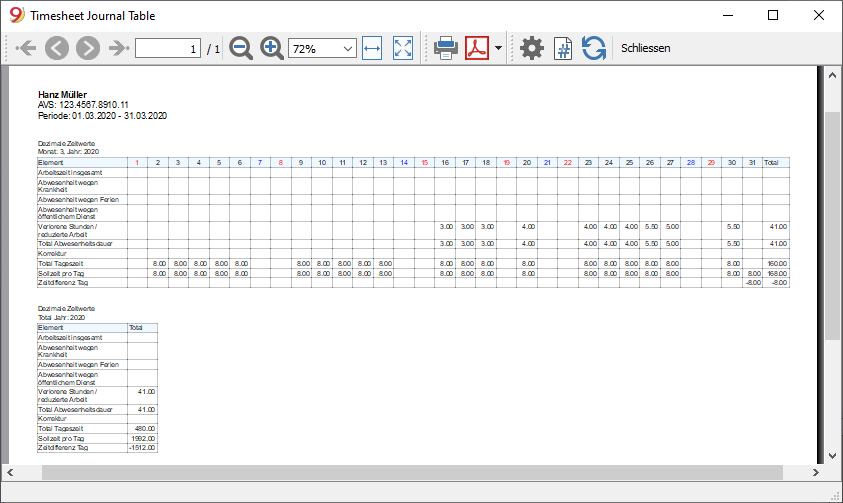 Timesheet Journal Table
1 / 1 72% Schliessen
Hanz Müller
AVS: 123.4567.8910.11
Periode: 01.03.2020 - 31.03.2020
Dezimale Zeitwerte
Monat: 3, Jahr: 2020
Element 1 2 3 4 5 6 7 8 9 10 11 12 13 14 15 16 17 18 19 20 21 22 23 24 25 26 27 28 29 30 31 Total
Arbeitszeit insgesamt
Abwesenheit wegen
Krankheit
Abwesenheit wegen Ferien
Abwesenheit wegen
öffentlichem Dienst
Verlorene Stunden / 3.00 3.00 3.00 4.00 4.00 4.00 4.00 5.50 5.00 5.50 41.00
reduzierte Arbeit
Total Abwesenheitsdauer 3.00 3.00 3.00 4.00 4.00 4.00 4.00 5.50 5.00 5.50 41.00
Korrektur
Total Tageszeit 8.00 8.00 8.00 8.00 8.00 8.00 8.00 8.00 8.00 8.00 8.00 8.00 8.00 8.00 8.00 8.00 8.00 8.00 8.00 8.00 160.00
Sollzeit pro Tag 8.00 8.00 8.00 8.00 8.00 8.00 8.00 8.00 8.00 8.00 8.00 8.00 8.00 8.00 8.00 8.00 8.00 8.00 8.00 8.00 8.00 168.00
Zeitdifferenz Tag -8.00 -8.00
Dezimale Zeitwerte
Total Jahr: 2020
Element Total
Arbeitszeit insgesamt
Abwesenheit wegen
Krankheit
Abwesenheit wegen Ferien
Abwesenheit wegen
öffentlichem Dienst
Verlorene Stunden / 41.00
reduzierte Arbeit
Total Abwesenheitsdauer 41.00
Korrektur
Total Tageszeit 480.00
Sollzeit pro Tag 1992.00
Zeitdifferenz Tag -1512.00